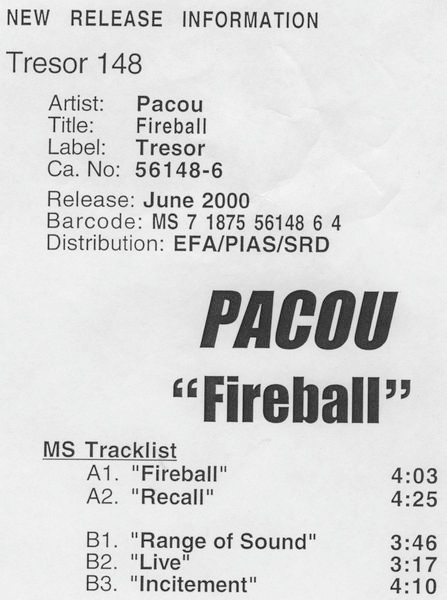 NEW RELEASE INFORMATION
Tresor 148
Artist: Pacou
Title: Fireball
Label: Tresor
Ca. No: 56148-6
Release: June 2000
Barcode: MS 7 1875 56148 6 4
Distribution: EFA/PIAS/SRD
PACOU
“Fireball”
MS Tracklist
A1. "Fireball" 4:03
A2. "Recall" 4:25
B1. "Range of Sound" 3:46
B2. "Live" 3:17
B3. "Incitement" 4:10